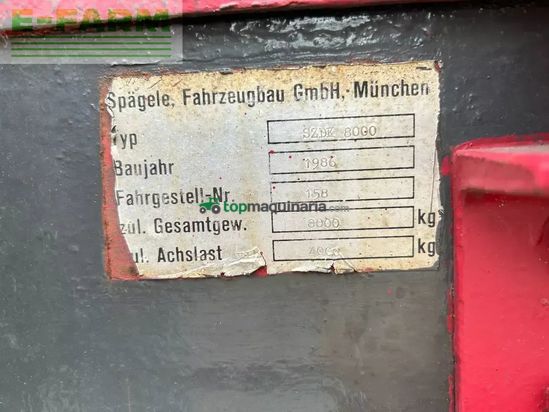 E-FARM
Spägele, Fahrzeugbau GmbH, München
Typ SZDK 8000
Baujahr 1986
Fahrgestell-Nr. 158
topmaquinaria.com
zul. Gesamtgew. 8000 kg
zul. Achslast kg